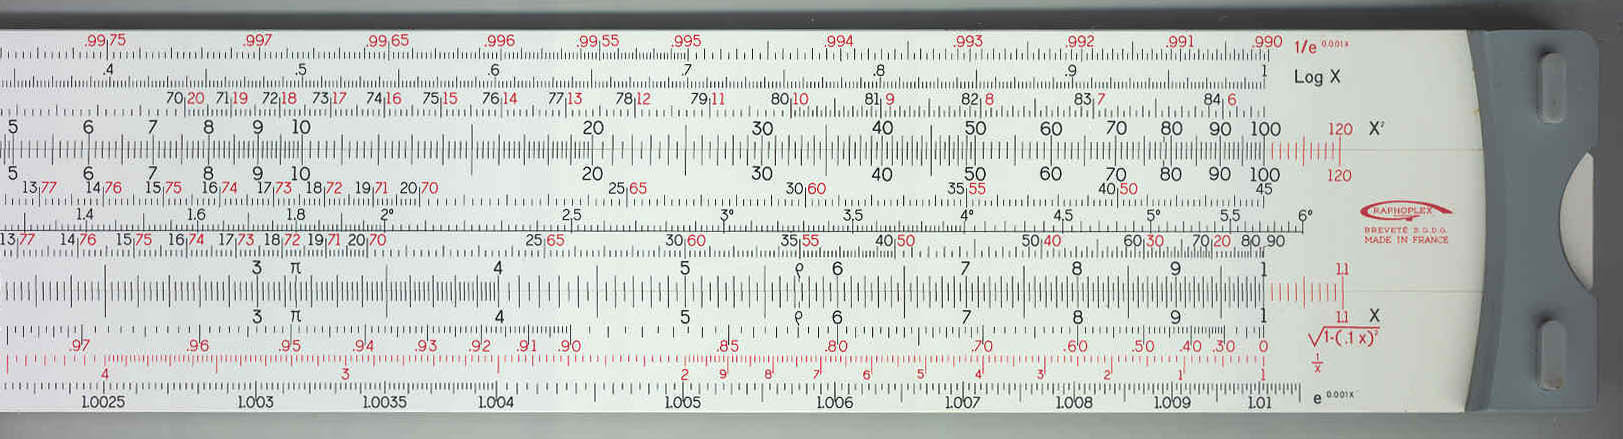 .9975 .997 .9965 .996 .9955 .995 .994 .993 .992 .991 .990 1/e 0.001x
.4 .5 .6 .7 .8 .9 1 Log X
70 20 71 19 72 18 73 17 74 16 75 15 76 14 77 13 78 12 79 11 80 10 81 9 82 8 83 7 84 6
5 6 7 8 9 10 20 30 40 50 60 70 80 90 100 120 X²
5 6 7 8 9 10 20 30 40 50 60 70 80 90 100 120
13 77 14 76 15 75 16 74 17 73 18 72 19 71 20 70 25 65 30 60 35 55 40 50 45
1.4 1.6 1.8 2° 2.5 3° 3.5 4° 4.5 5° 5.5 6°
13 77 14 76 15 75 16 74 17 73 18 72 19 71 20 70 25 65 30 60 35 55 40 50 50 40 60 30 70 20 80 90
GRAPHOPLEX
BREVETÉ S.G.D.G.
MADE IN FRANCE
3 π 4 5 ρ 6 7 8 9 1 1.1
3 π 4 5 ρ 6 7 8 9 1 1.1 X
.97 .96 .95 .94 .93 .92 .91 .90 .85 .80 .70 .60 .50 .40 .30 0 √1-(.1x)²
4 3 2 9 8 7 6 5 4 3 2 1 1 1/x
1.0025 1.003 1.0035 1.004 1.005 1.006 1.007 1.008 1.009 1.01 e 0.001x